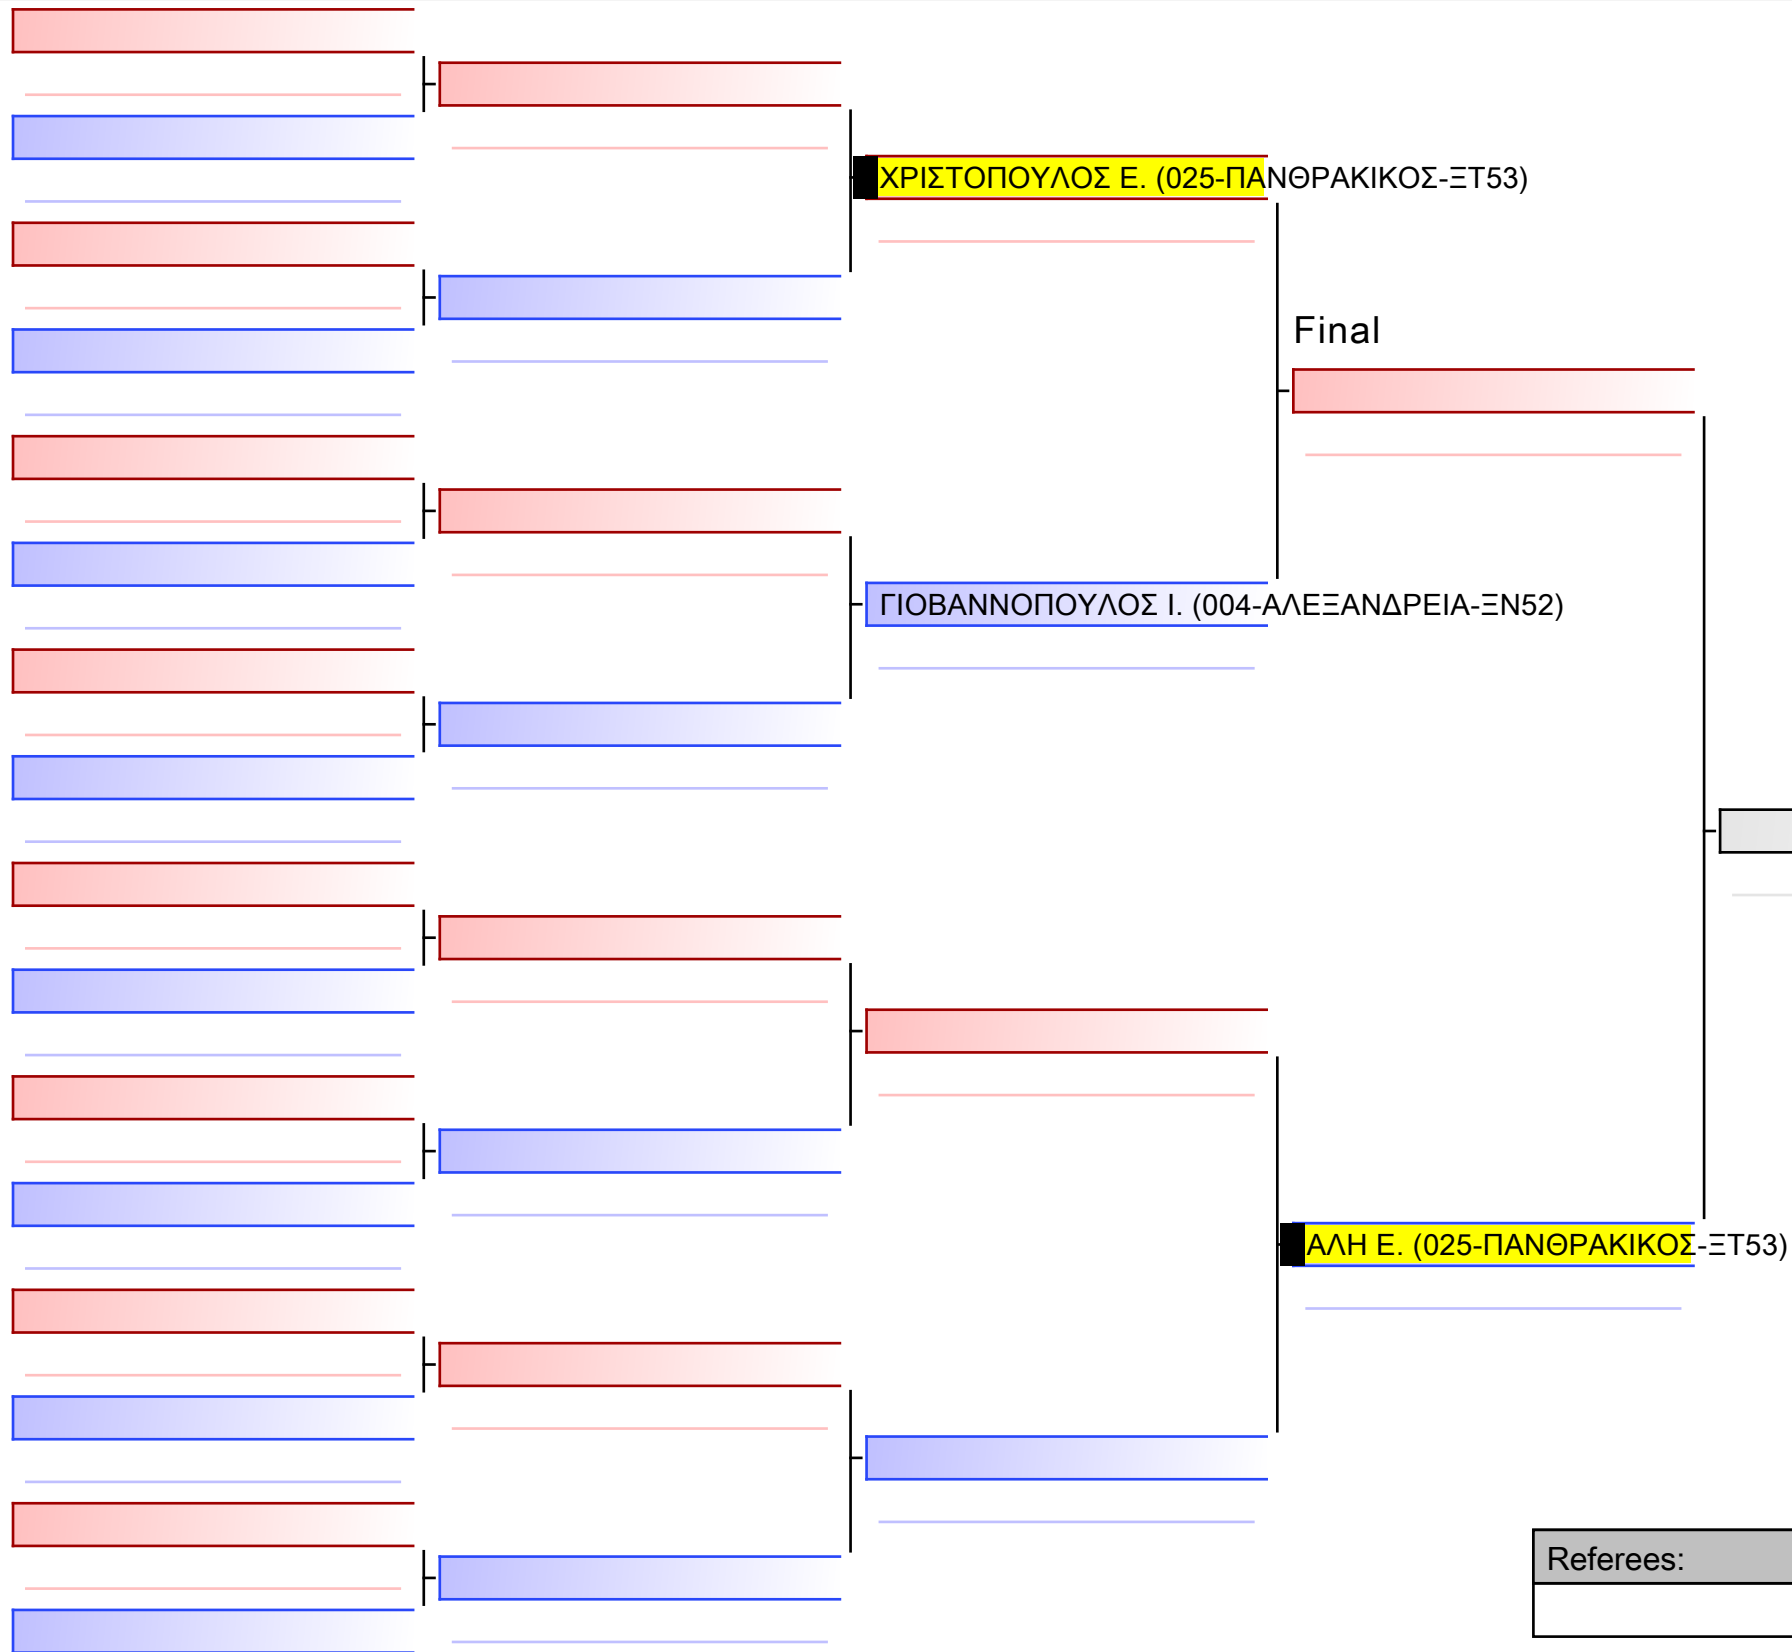 ΧΡΙΣΤΟΠΟΥΛΟΣ Ε. (025-ΠΑΝΘΡΑΚΙΚΟΣ-ΞΤ53)
Final
ΓΙΟΒΑΝΝΟΠΟΥΛΟΣ Ι. (004-ΑΛΕΞΑΝΔΡΕΙΑ-ΞΝ52)
ΑΛΗ Ε. (025-ΠΑΝΘΡΑΚΙΚΟΣ-ΞΤ53)
Referees: